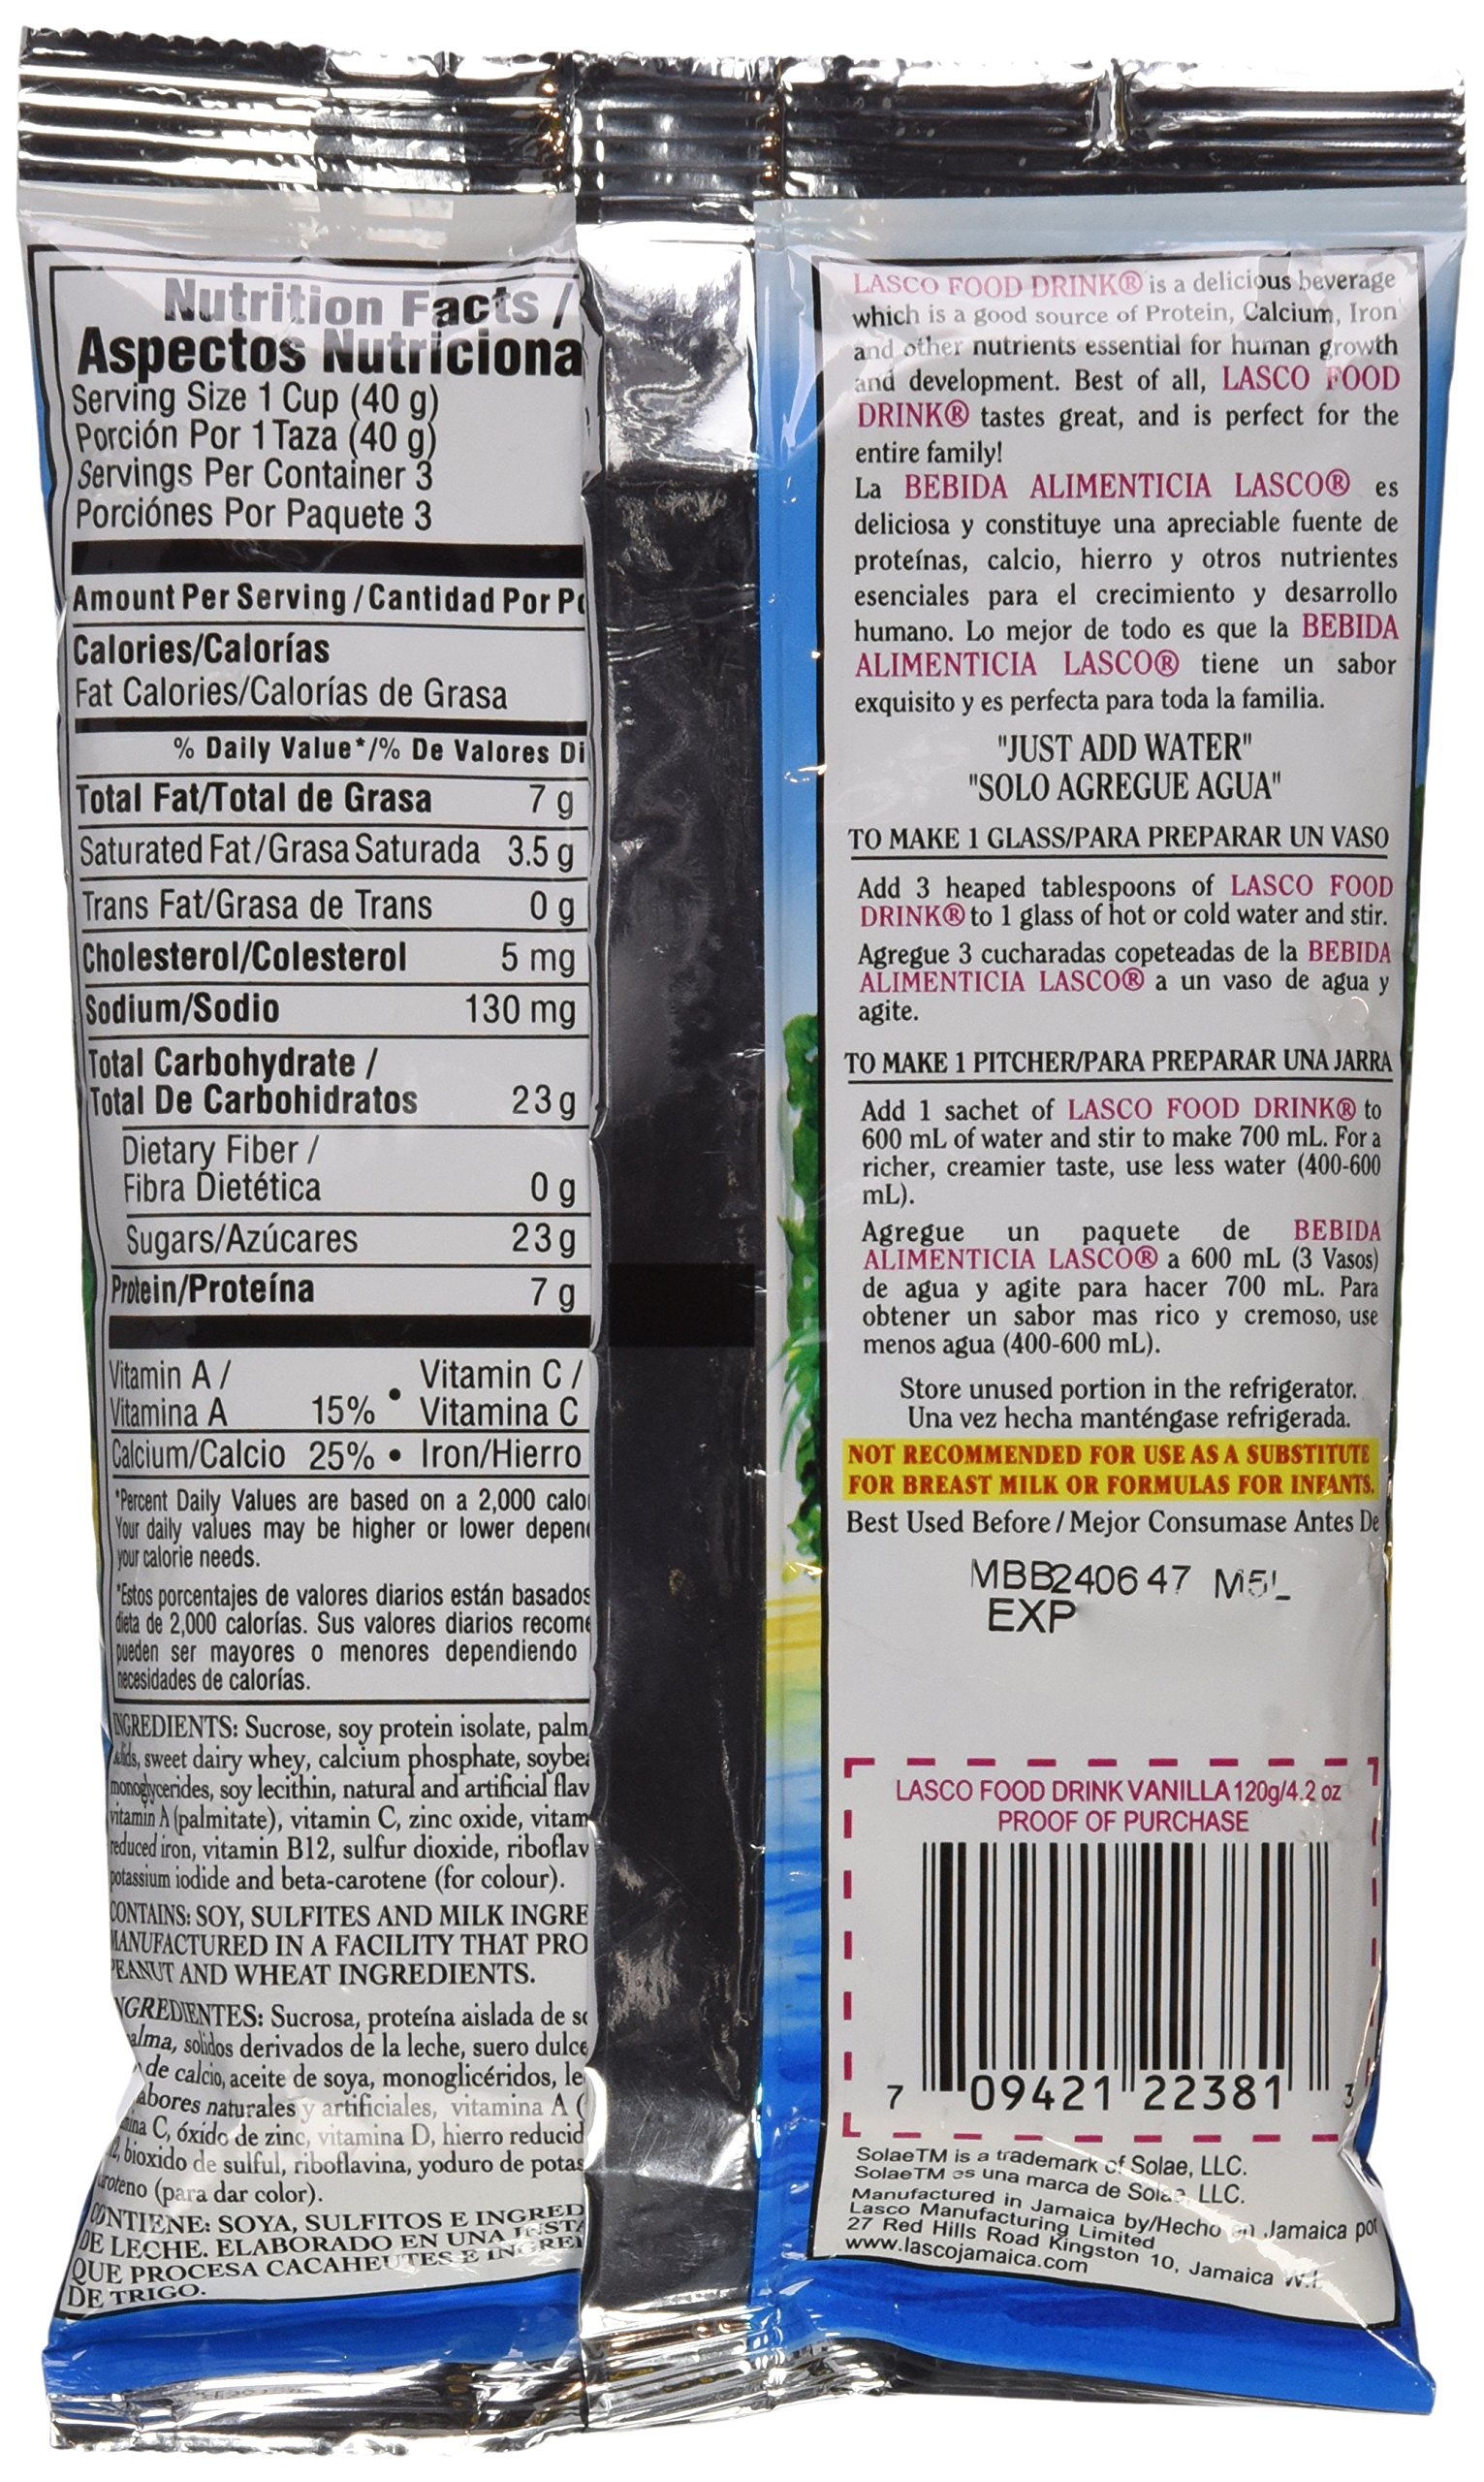 Nutrition Facts /
Aspectos Nutriciona
Serving Size 1 Cup (40 g)
Porción Por 1 Taza (40 g)
Servings Per Container 3
Porciónes Por Paquete 3
Amount Per Serving / Cantidad Por Po
Calories/Calorías
Fat Calories/Calorías de Grasa
% Daily Value*/% De Valores Di
Total Fat/Total de Grasa 7 g
Saturated Fat/Grasa Saturada 3.5 g
Trans Fat/Grasa de Trans 0 g
Cholesterol/Colesterol 5 mg
Sodium/Sodio 130 mg
Total Carbohydrate /
Total De Carbohidratos 23 g
Dietary Fiber /
Fibra Dietética 0 g
Sugars/Azúcares 23 g
Protein/Proteína 7 g
Vitamin A / • Vitamin C /
Vitamina A 15% Vitamina C
Calcium/Calcio 25% • Iron/Hierro
*Percent Daily Values are based on a 2,000 calo
Your daily values may be higher or lower depen
your calorie needs.
*Estos porcentajes de valores diarios están basados
dieta de 2,000 calorías. Sus valores diarios recome
pueden ser mayores o menores dependiendo
necesidades de calorías.
INGREDIENTS: Sucrose, soy protein isolate, palm
sweet dairy whey, calcium phosphate, soybe
monoglycerides, soy lecithin, natural and artificial flav
vitamin A (palmitate), vitamin C, zinc oxide, vitam
reduced iron, vitamin B12, sulfur dioxide, riboflav
potassium iodide and beta-carotene (for colour).
CONTAINS: SOY, SULFITES AND MILK INGRE
MANUFACTURED IN A FACILITY THAT PRO
PEANUT AND WHEAT INGREDIENTS.
NGREDIENTES: Sucrosa, proteína aislada de so
alma, solidos derivados de la leche, suero dulce
de calcio, aceite de soya, monoglicéridos, le
abores naturales y artificiales, vitamina A (
mina C, óxido de zinc, vitamina D, hierro reducid
bioxido de sulful, riboflavina, yoduro de potas
aroteno (para dar color).
CONTIENE: SOYA, SULFITOS E INGRED
DE LECHE. ELABORADO EN UNA INSTA
QUE PROCESA CACAHEUTES E INGREI
DE TRIGO.
LASCO FOOD DRINK® is a delicious beverage
which is a good source of Protein, Calcium, Iron
and other nutrients essential for human growth
and development. Best of all, LASCO FOOD
DRINK® tastes great, and is perfect for the
entire family!
La BEBIDA ALIMENTICIA LASCO® es
deliciosa y constituye una apreciable fuente de
proteínas, calcio, hierro y otros nutrientes
esenciales para el crecimiento y desarrollo
humano. Lo mejor de todo es que la BEBIDA
ALIMENTICIA LASCO® tiene un sabor
exquisito y es perfecta para toda la familia.
"JUST ADD WATER"
"SOLO AGREGUE AGUA"
TO MAKE 1 GLASS/PARA PREPARAR UN VASO
Add 3 heaped tablespoons of LASCO FOOD
DRINK® to 1 glass of hot or cold water and stir.
Agregue 3 cucharadas copeteadas de la BEBIDA
ALIMENTICIA LASCO® a un vaso de agua y
agite.
TO MAKE 1 PITCHER/PARA PREPARAR UNA JARRA
Add 1 sachet of LASCO FOOD DRINK® to
600 mL of water and stir to make 700 mL. For a
richer, creamier taste, use less water (400-600
mL).
Agregue un paquete de BEBIDA
ALIMENTICIA LASCO® a 600 mL (3 Vasos)
de agua y agite para hacer 700 mL. Para
obtener un sabor mas rico y cremoso, use
menos agua (400-600 mL).
Store unused portion in the refrigerator.
Una vez hecha manténgase refrigerada.
NOT RECOMMENDED FOR USE AS A SUBSTITUTE
FOR BREAST MILK OR FORMULAS FOR INFANTS.
Best Used Before / Mejor Consumase Antes De
MBB2406 47
EXP
LASCO FOOD DRINK VANILLA 120g/4.2 oz
PROOF OF PURCHASE
7 09421 22381 3
SolaeTM is a trademark of Solae, LLC.
SolaeTM es una marca de Solae, LLC.
Manufactured in Jamaica by/Hecho en Jamaica por
Lasco Manufacturing Limited
27 Red Hills Road Kingston 10, Jamaica W.I.
www.lascojamaica.com